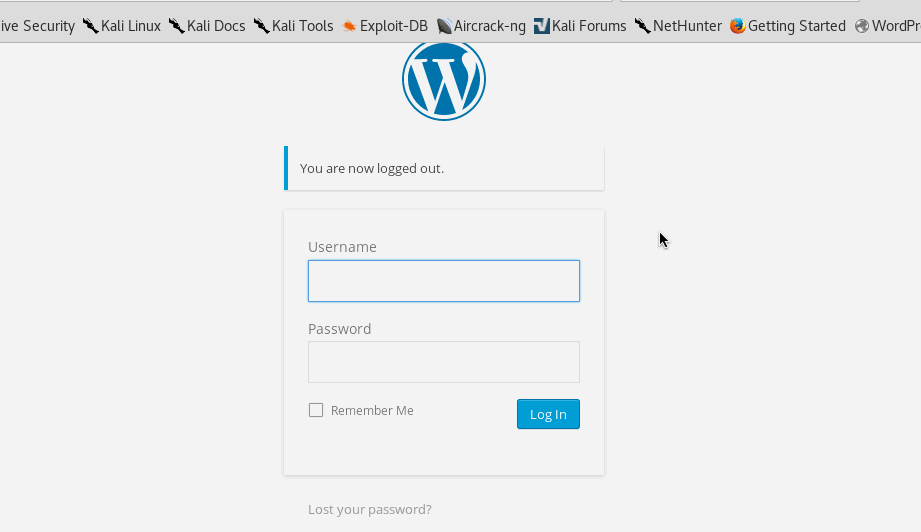 ive Security Kali Linux Kali Docs Kali Tools Exploit-DB Aircrack-ng Kali Forums NetHunter Getting Started WordPr
You are now logged out.
Username
Password
Remember Me Log In
Lost your password?